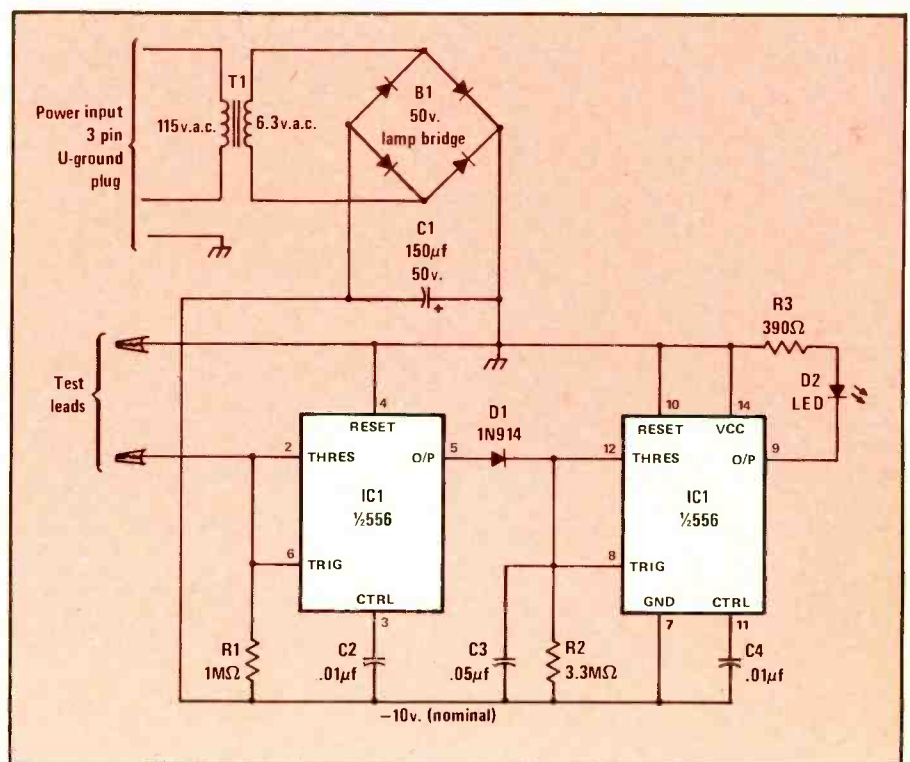 Power input
3 pin
U-ground
plug
115v.a.c.
T1
6.3v.a.c.
B1
50v.
lamp bridge
C1
150µf
50v.
+
Test
leads
R3
390Ω
D2
LED
4
RESET
2
THRES
O/P
5
IC1
½556
6
TRIG
CTRL
3
D1
1N914
10
14
RESET
VCC
12
THRES
O/P
9
IC1
½556
8
TRIG
GND
CTRL
7
11
R1
1MΩ
C2
.01µf
C3
.05µf
R2
3.3MΩ
C4
.01µf
−10v. (nominal)